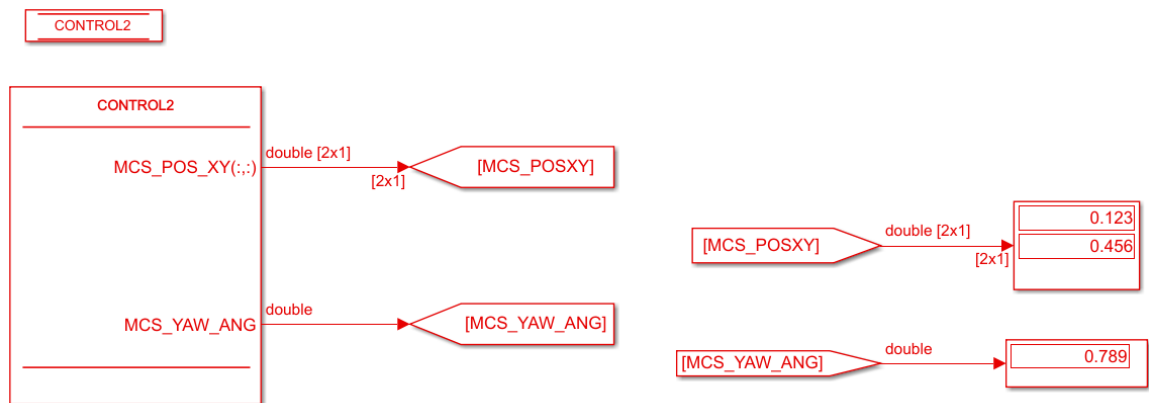 CONTROL2
CONTROL2
MCS_POS_XY(:,:)
double [2x1]
[2x1]
[MCS_POSXY]
MCS_YAW_ANG
double
[MCS_YAW_ANG]
[MCS_POSXY]
double [2x1]
[2x1]
0.123
0.456
[MCS_YAW_ANG]
double
0.789